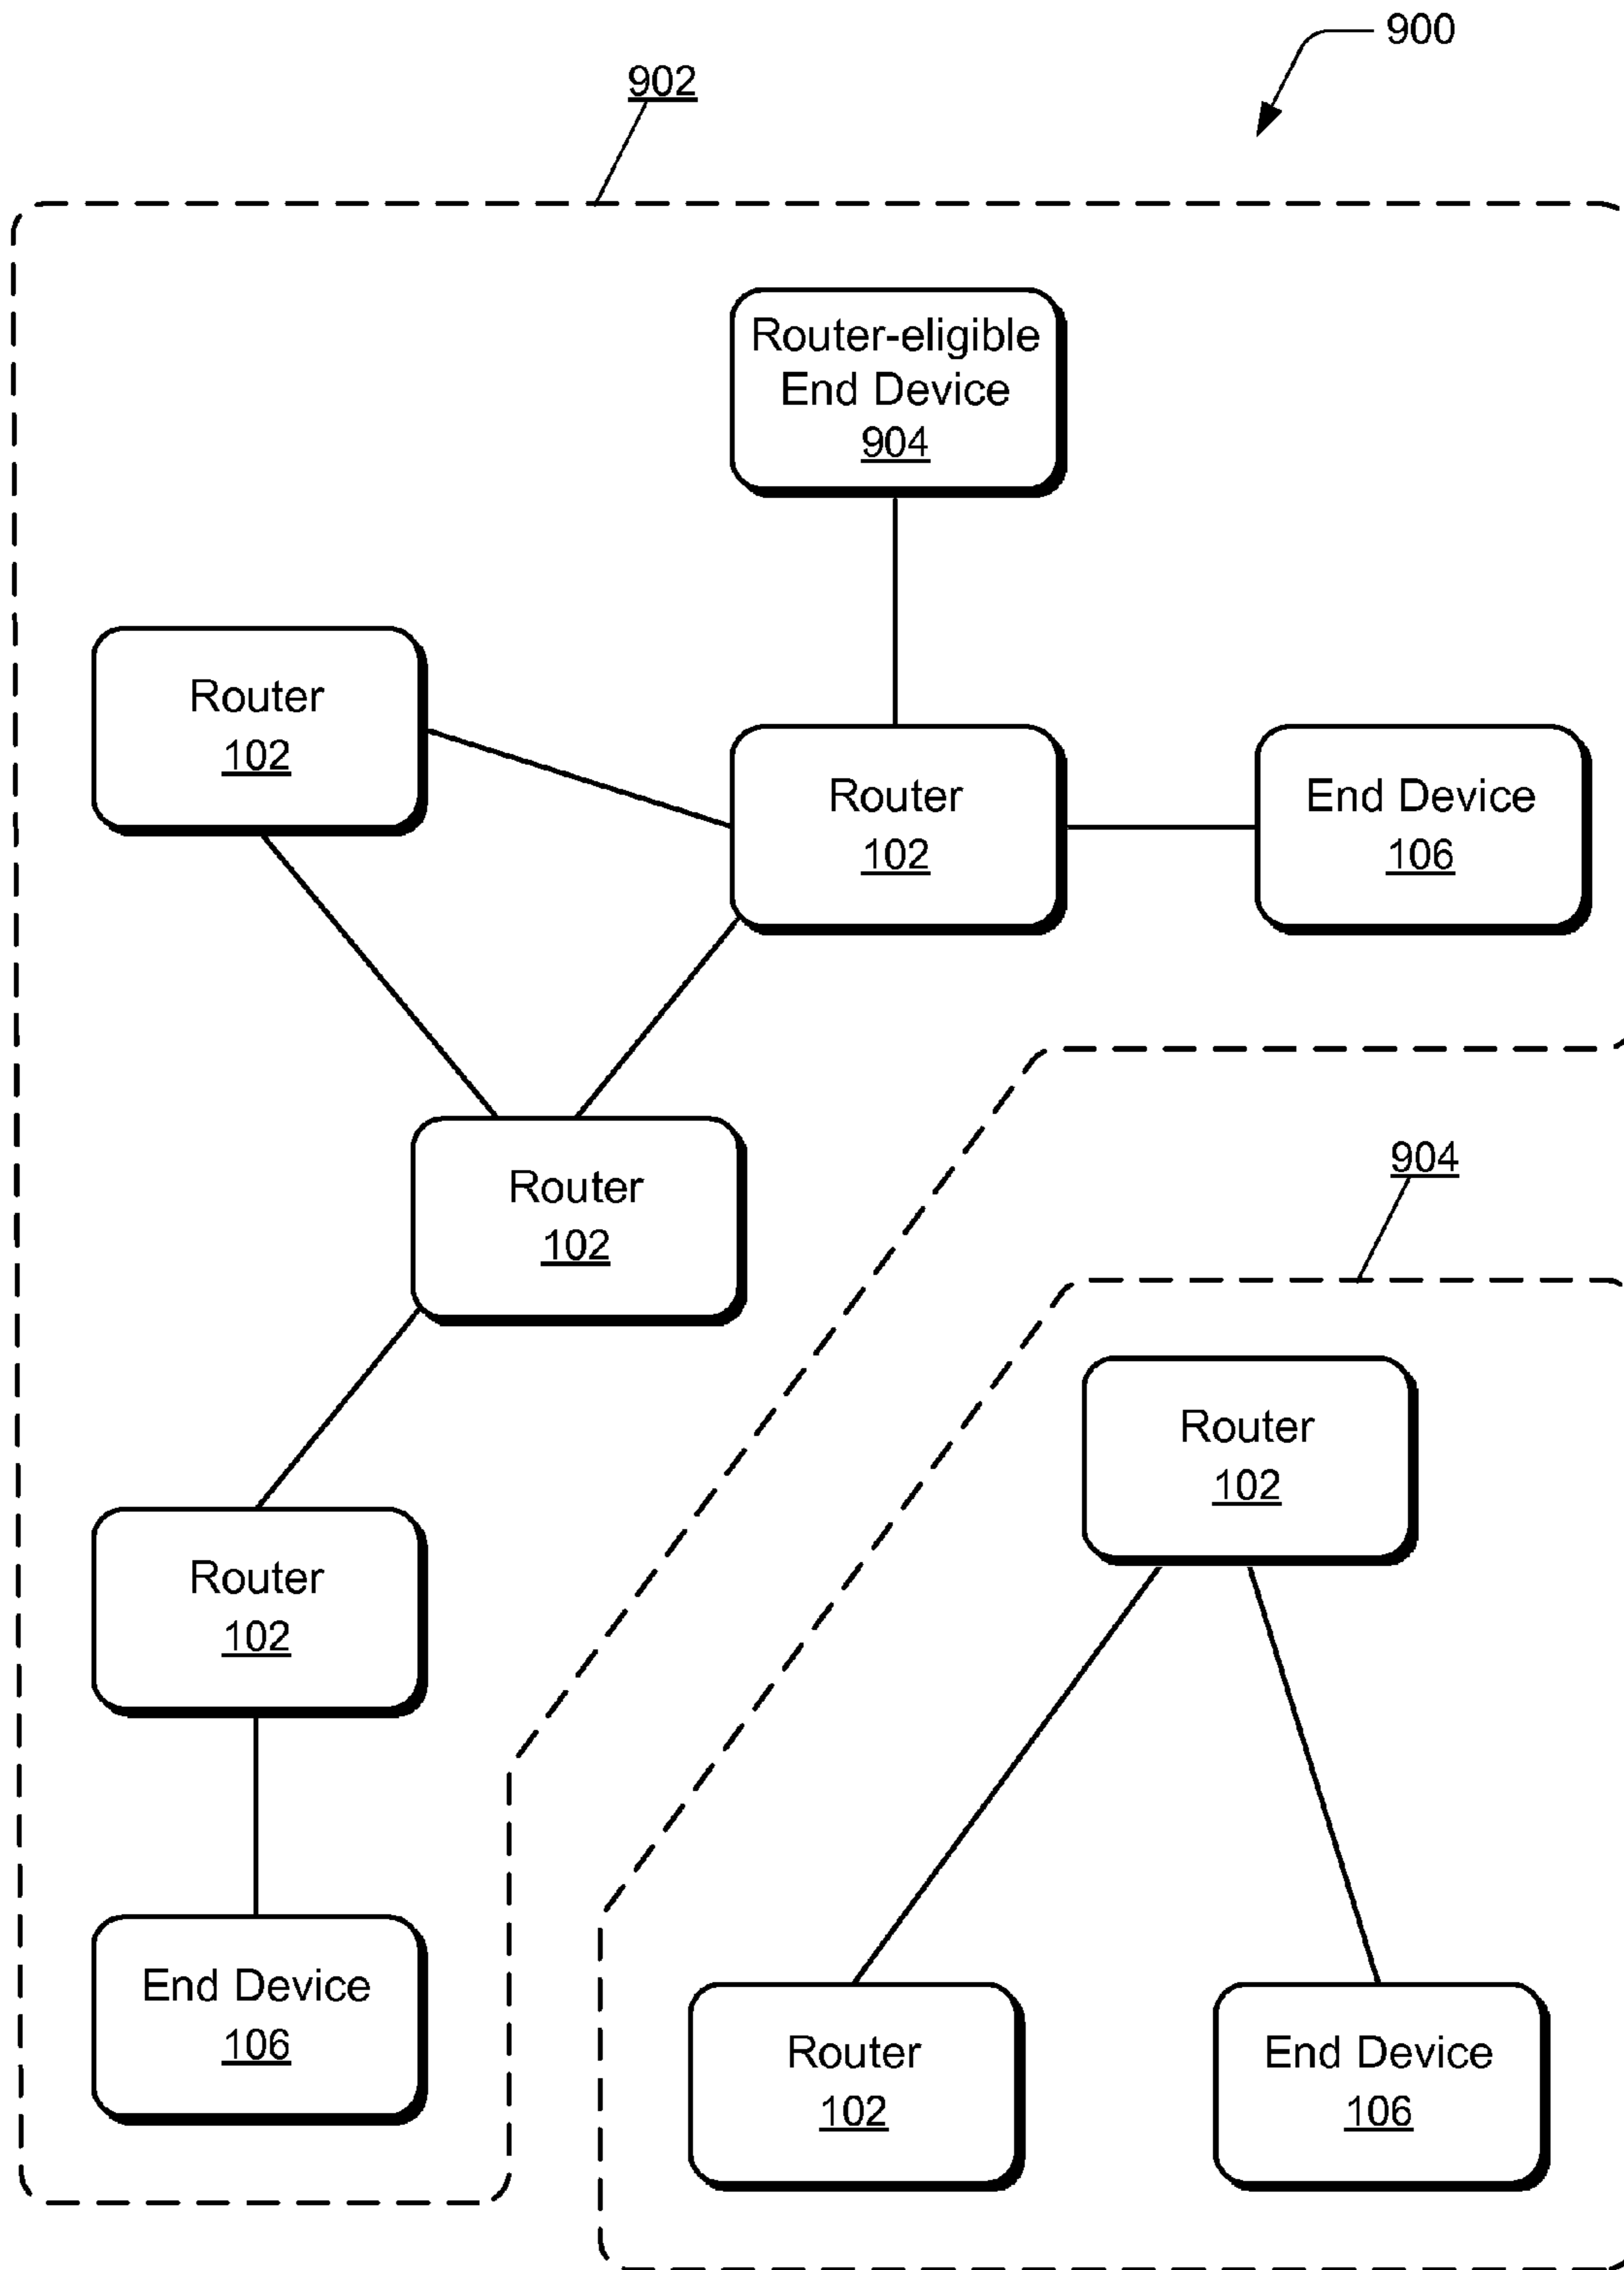 900
902
Router-eligible
End Device
904
Router
102
Router
102
End Device
106
Router
102
904
Router
102
Router
102
End Device
106
Router
102
End Device
106